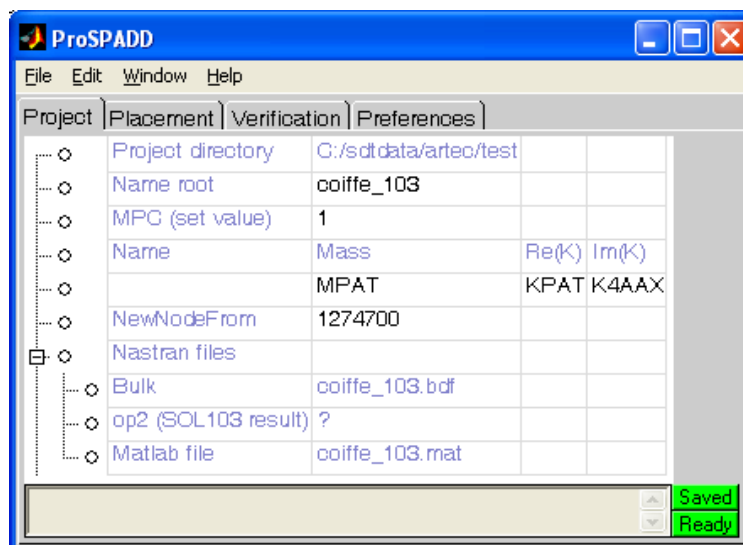 ProSPADD
File Edit Window Help
Project Placement Verification Preferences
Project directory C:/sdtdata/artec/test
Name root coiffe_103
MPC (set value) 1
Name Mass Re(K) Im(K)
MPAT KPAT K4AAX
NewNodeFrom 1274700
Nastran files
Bulk coiffe_103.bdf
op2 (SOL103 result) ?
Matlab file coiffe_103.mat
Saved
Ready